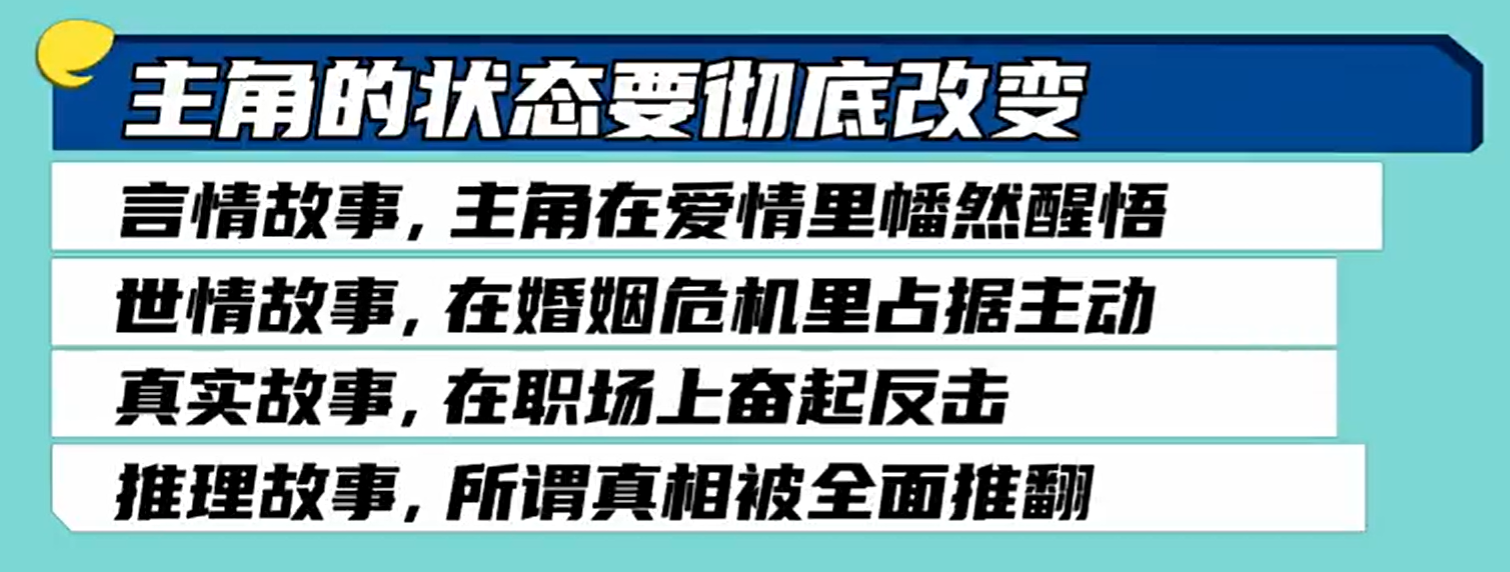 主角的状态要彻底改变
言情故事,主角在爱情里幡然醒悟
世情故事,在婚姻危机里占据主动
真实故事,在职场上奋起反击
推理故事,所谓真相被全面推翻